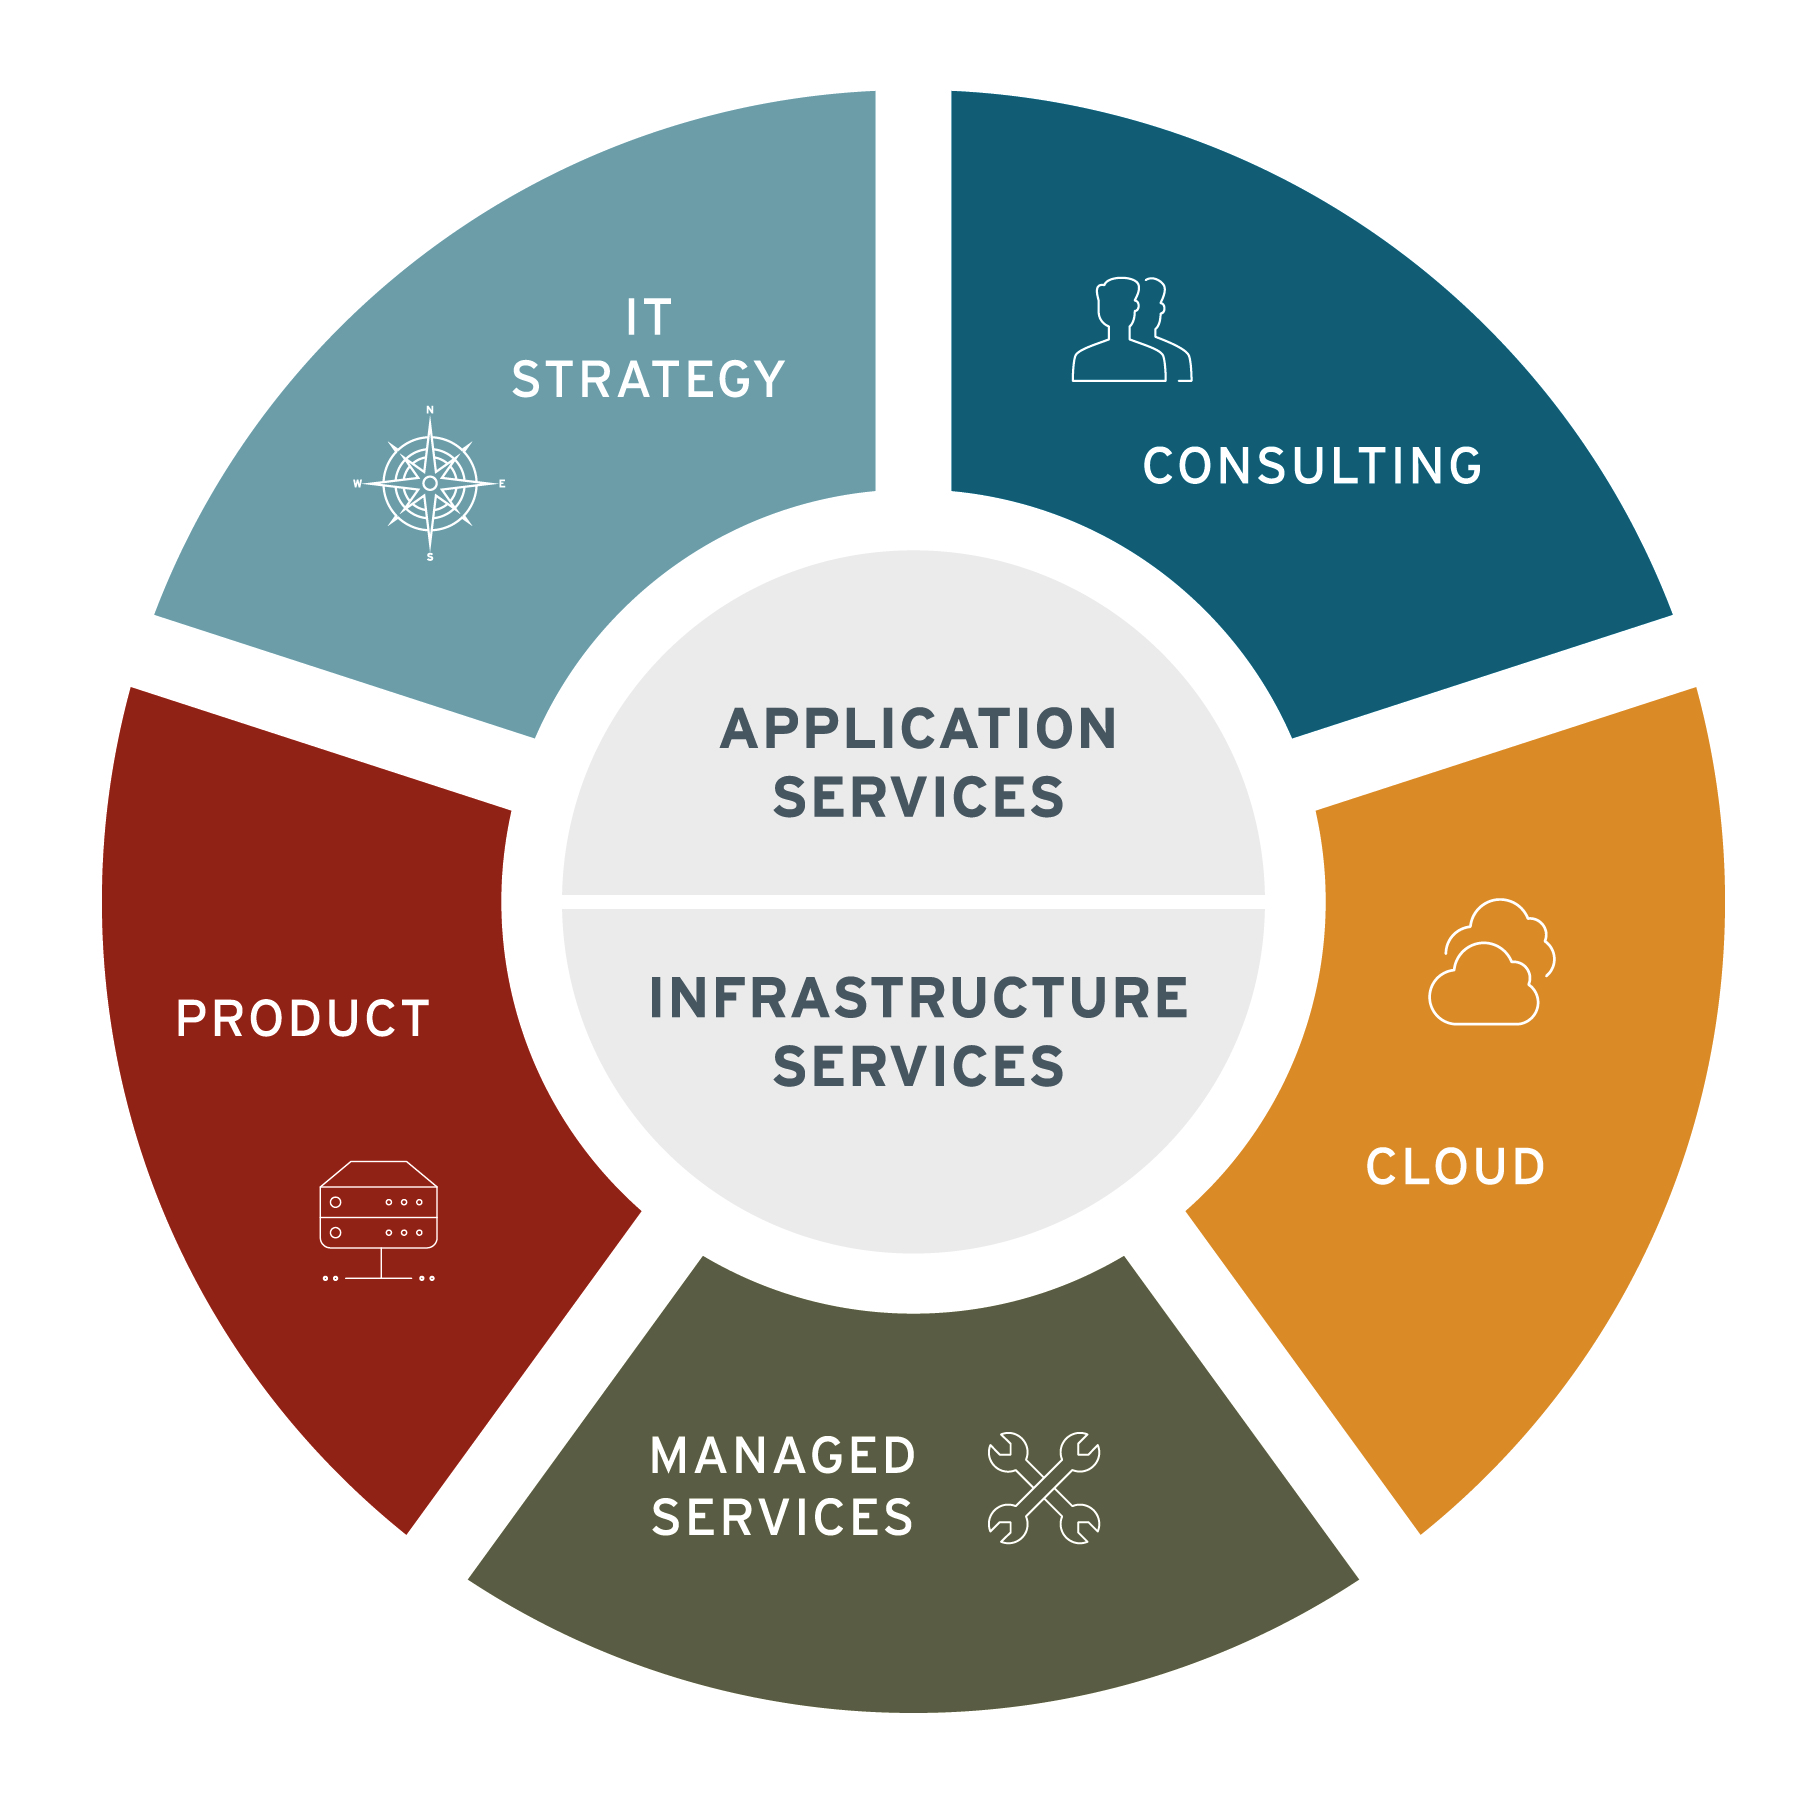 IT
STRATEGY
N
W
E
S
CONSULTING
APPLICATION
SERVICES
INFRASTRUCTURE
SERVICES
PRODUCT
CLOUD
MANAGED
SERVICES